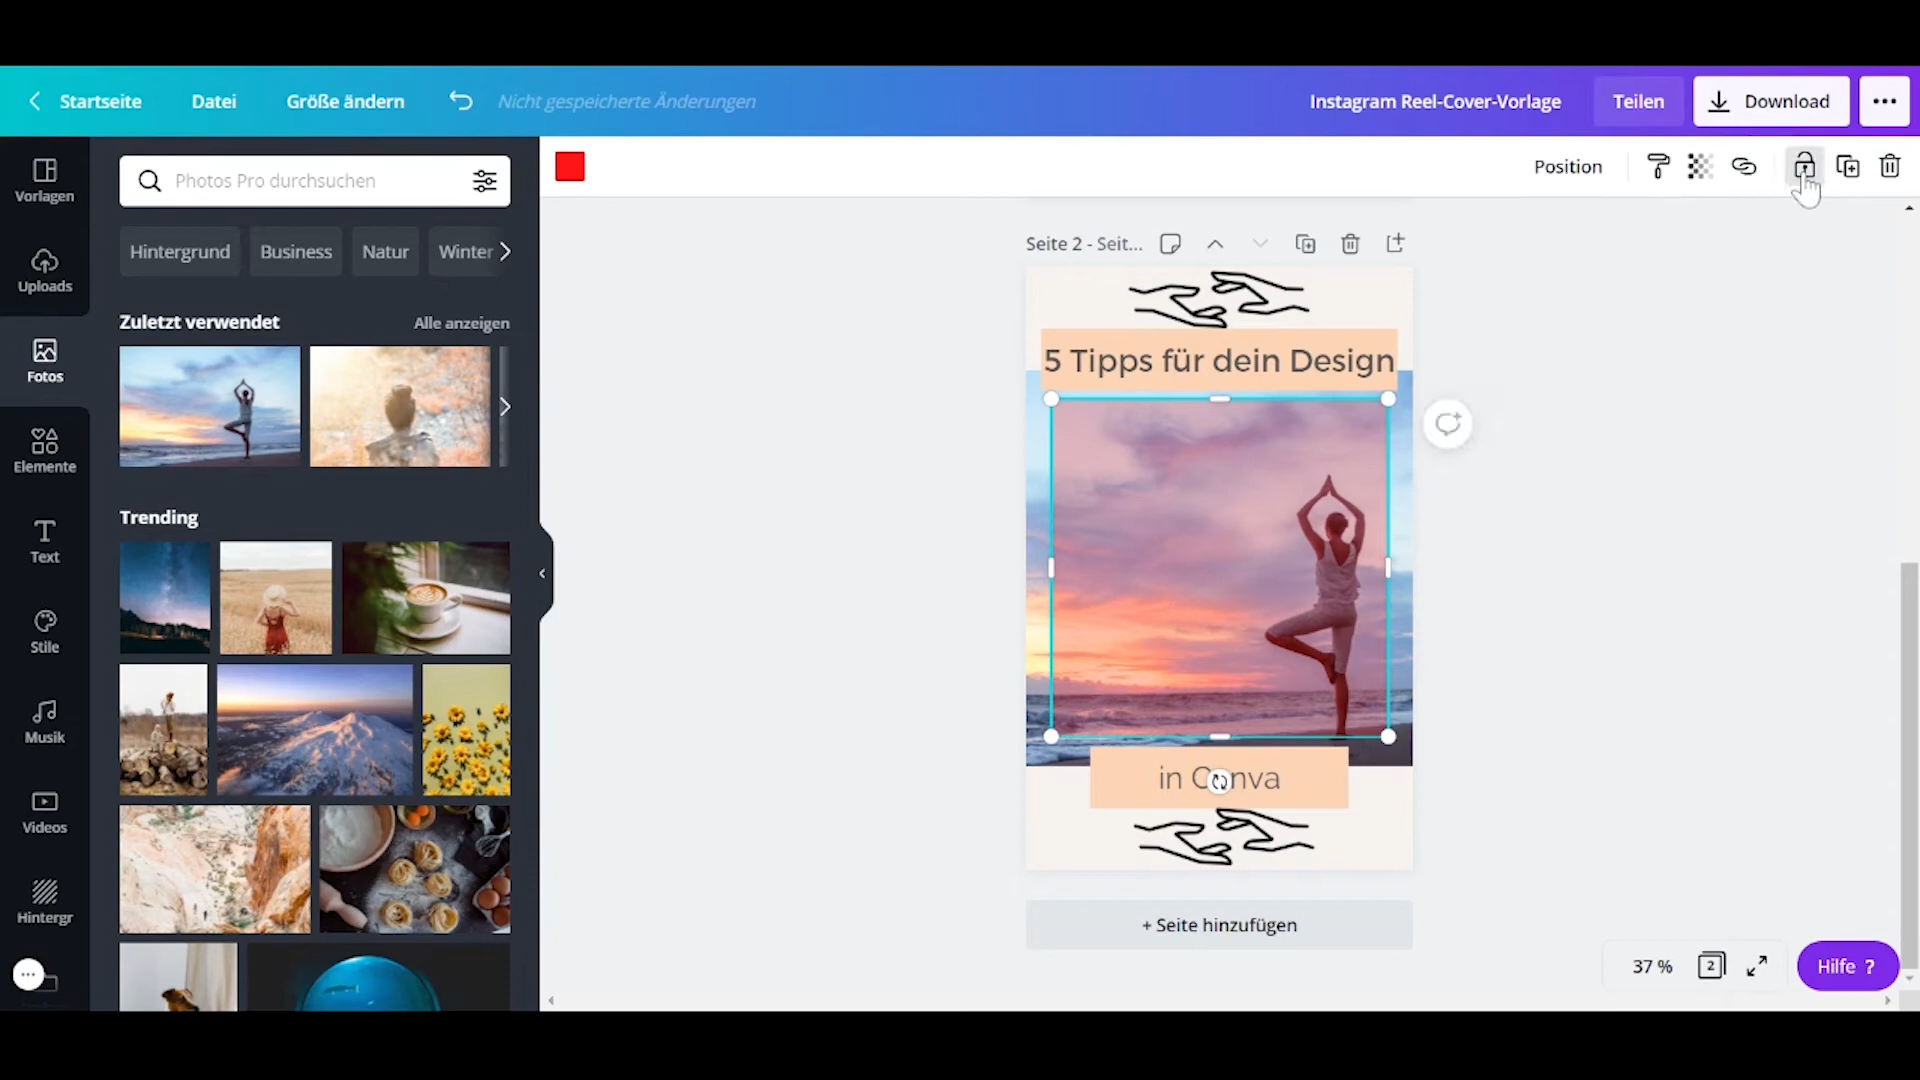 Startseite
Datei
Größe ändern
Nicht gespeicherte Änderungen
Instagram Reel-Cover-Vorlage
Teilen
Download
Position
Vorlagen
Uploads
Fotos
Elemente
Text
Stile
Musik
Videos
Hintergr
Photos Pro durchsuchen
Hintergrund
Business
Natur
Winter
Zuletzt verwendet
Alle anzeigen
Trending
Seite 2 - Seit...
5 Tipps für dein Design
in Canva
+ Seite hinzufügen
37 %
2
Hilfe ?